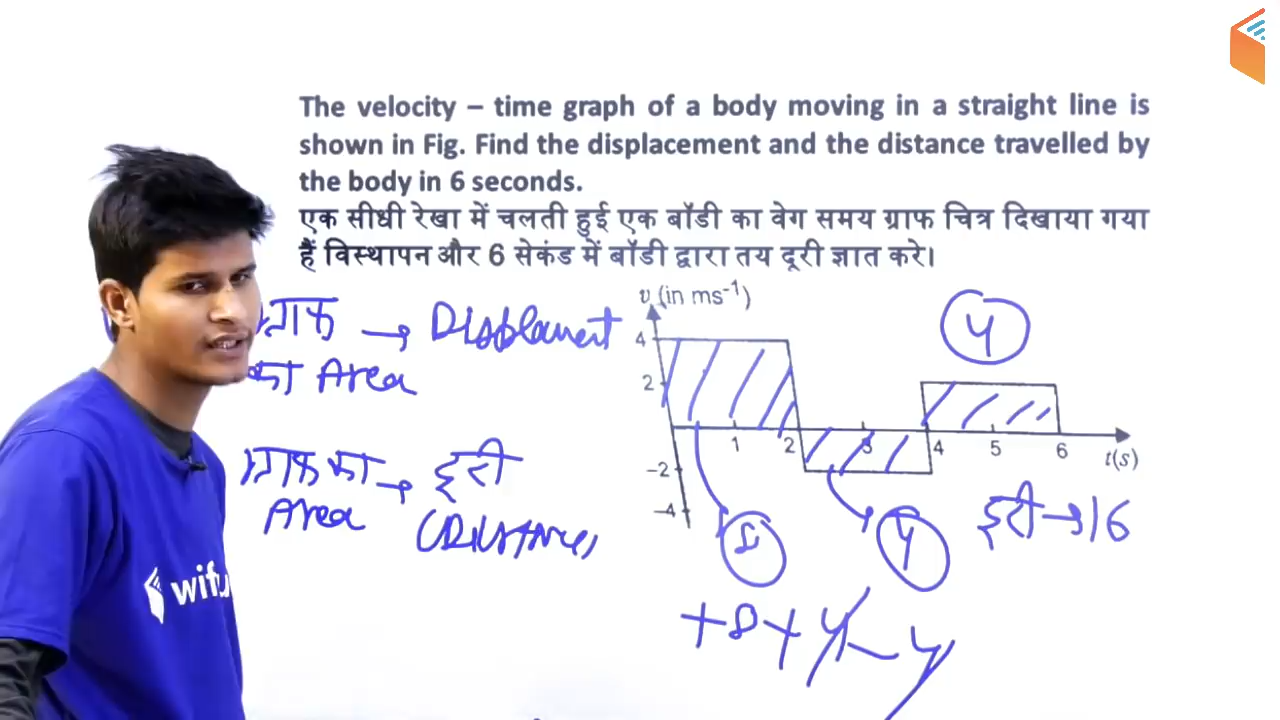 The velocity – time graph of a body moving in a straight line is
shown in Fig. Find the displacement and the distance travelled by
the body in 6 seconds.
एक सीधी रेखा में चलती हुई एक बॉडी का वेग समय ग्राफ चित्र दिखाया गया
हैं विस्थापन और 6 सेकंड में बॉडी द्वारा तय दूरी ज्ञात करे।
ग्राफ → Displament
का Area
ग्राफ का → दूरी
Area (Distance)
υ (in ms⁻¹)
4
2
-2
-4
1 2 3 4 5 6
t(s)
4
8
4
दूरी → 16
+8+4-4
wifi